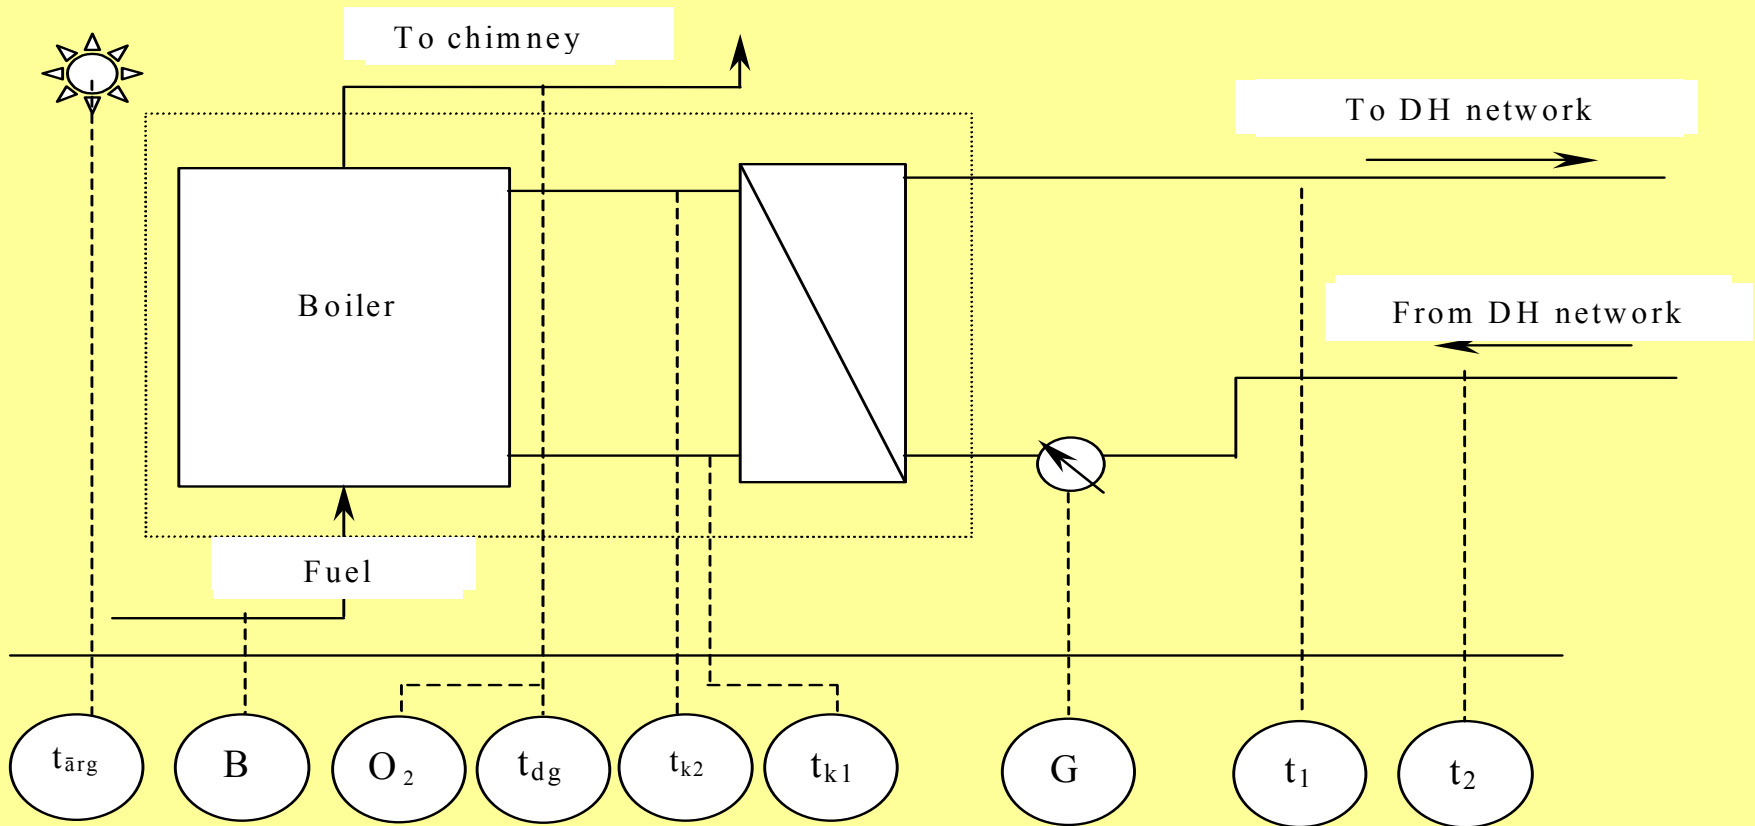 To chimney
To DH network
Boiler
From DH network
Fuel
tārg
B
O2
tdg
tk2
tk1
G
t1
t2